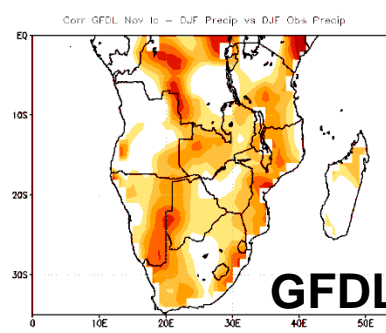 Corr GFDL Nov Ic – DJF Precip vs DJF Obs Precip
EQ
10S
20S
30S
0
10E
20E
30E
40E
50E
GFDL